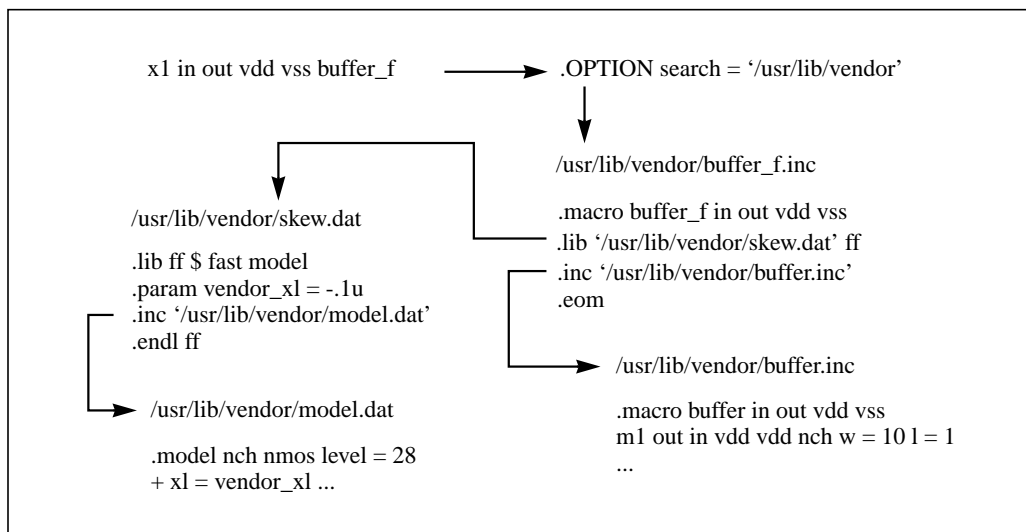 x1 in out vdd vss buffer_f
.OPTION search = ‘/usr/lib/vendor’
/usr/lib/vendor/buffer_f.inc
.macro buffer_f in out vdd vss
.lib ‘/usr/lib/vendor/skew.dat’ ff
.inc ‘/usr/lib/vendor/buffer.inc’
.eom
/usr/lib/vendor/skew.dat
.lib ff $ fast model
.param vendor_xl = -.1u
.inc ‘/usr/lib/vendor/model.dat’
.endl ff
/usr/lib/vendor/model.dat
.model nch nmos level = 28
+ xl = vendor_xl ...
/usr/lib/vendor/buffer.inc
.macro buffer in out vdd vss
m1 out in vdd vdd nch w = 10 l = 1
...